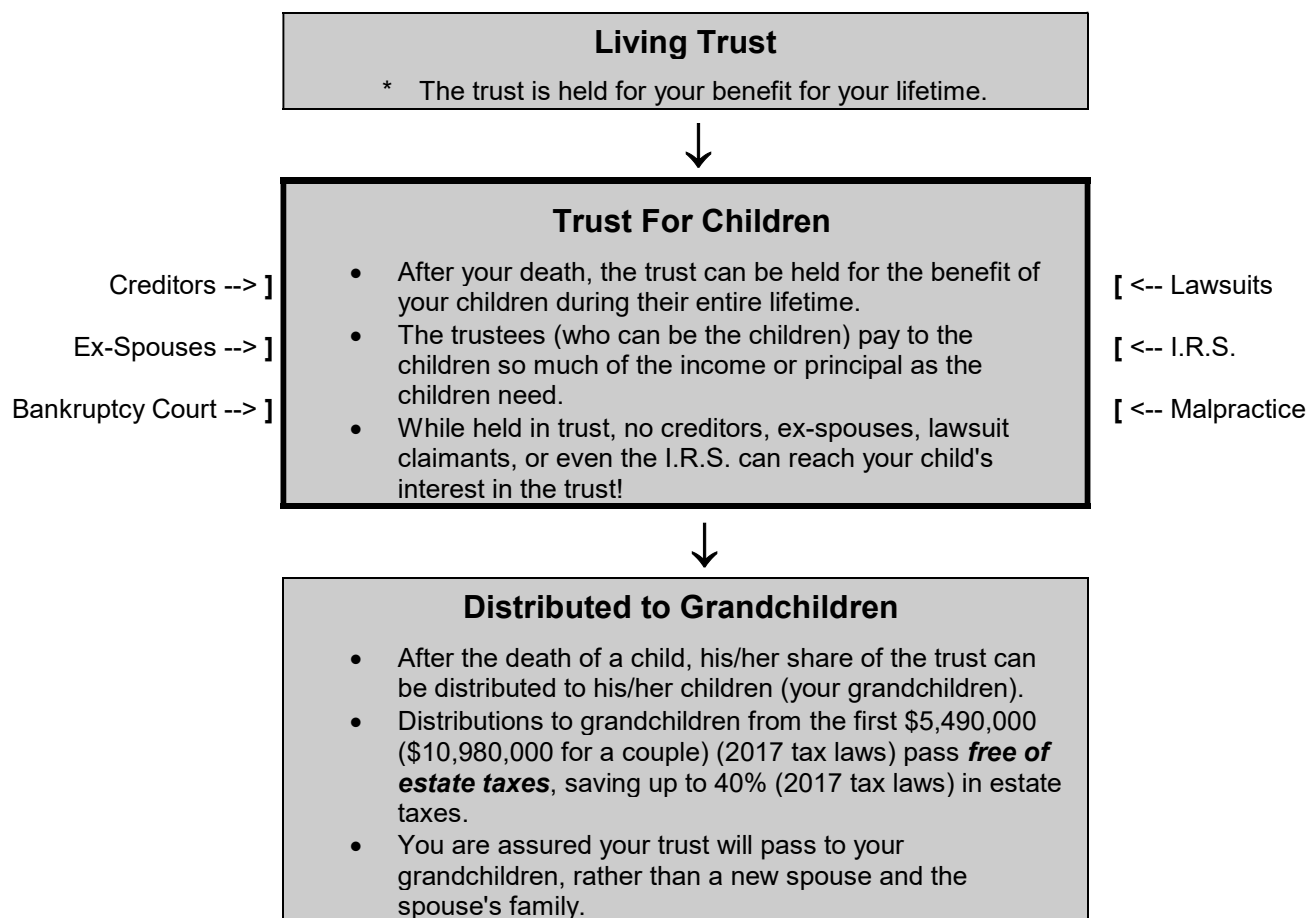 Living Trust
* The trust is held for your benefit for your lifetime.
↓
Trust For Children
• After your death, the trust can be held for the benefit of
your children during their entire lifetime.
• The trustees (who can be the children) pay to the
children so much of the income or principal as the
children need.
• While held in trust, no creditors, ex-spouses, lawsuit
claimants, or even the I.R.S. can reach your child's
interest in the trust!
Creditors --> ]
Ex-Spouses --> ]
Bankruptcy Court --> ]
[ <-- Lawsuits
[ <-- I.R.S.
[ <-- Malpractice
↓
Distributed to Grandchildren
• After the death of a child, his/her share of the trust can
be distributed to his/her children (your grandchildren).
• Distributions to grandchildren from the first $5,490,000
($10,980,000 for a couple) (2017 tax laws) pass free of
estate taxes, saving up to 40% (2017 tax laws) in estate
taxes.
• You are assured your trust will pass to your
grandchildren, rather than a new spouse and the
spouse's family.